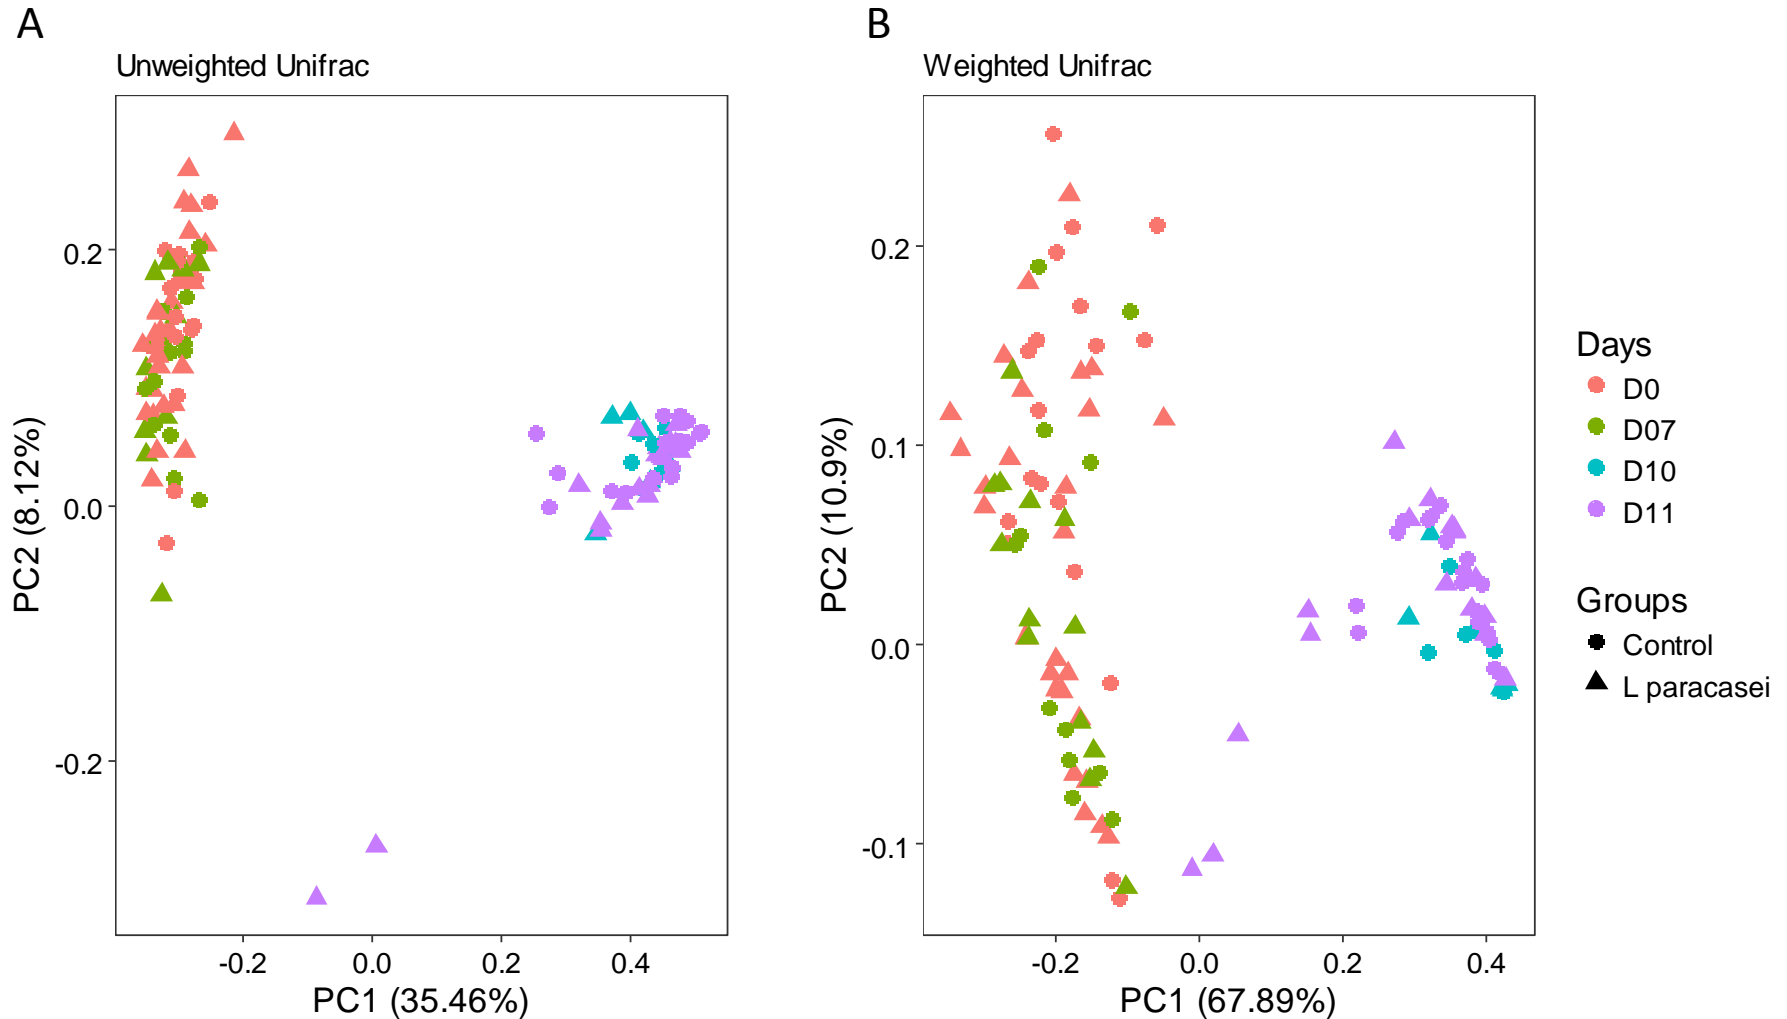 A
B
Unweighted Unifrac
Weighted Unifrac
0.2
0.0
-0.2
PC2 (8.12%)
-0.2
0.0
0.2
0.4
PC1 (35.46%)
0.2
0.1
0.0
-0.1
PC2 (10.9%)
-0.2
0.0
0.2
0.4
PC1 (67.89%)
Days
D0
D07
D10
D11
Groups
Control
L paracasei